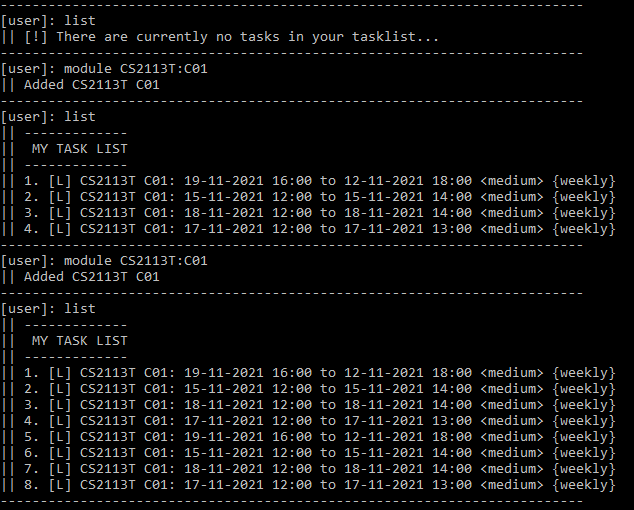 ------------------------------------------------------------------------
[user]: list
|| [!] There are currently no tasks in your tasklist...
------------------------------------------------------------------------
[user]: module CS2113T:C01
|| Added CS2113T C01
------------------------------------------------------------------------
[user]: list
|| -------------
||  MY TASK LIST
|| -------------
|| 1. [L] CS2113T C01: 19-11-2021 16:00 to 12-11-2021 18:00 <medium> {weekly}
|| 2. [L] CS2113T C01: 15-11-2021 12:00 to 15-11-2021 14:00 <medium> {weekly}
|| 3. [L] CS2113T C01: 18-11-2021 12:00 to 18-11-2021 14:00 <medium> {weekly}
|| 4. [L] CS2113T C01: 17-11-2021 12:00 to 17-11-2021 13:00 <medium> {weekly}
------------------------------------------------------------------------
[user]: module CS2113T:C01
|| Added CS2113T C01
------------------------------------------------------------------------
[user]: list
|| -------------
||  MY TASK LIST
|| -------------
|| 1. [L] CS2113T C01: 19-11-2021 16:00 to 12-11-2021 18:00 <medium> {weekly}
|| 2. [L] CS2113T C01: 15-11-2021 12:00 to 15-11-2021 14:00 <medium> {weekly}
|| 3. [L] CS2113T C01: 18-11-2021 12:00 to 18-11-2021 14:00 <medium> {weekly}
|| 4. [L] CS2113T C01: 17-11-2021 12:00 to 17-11-2021 13:00 <medium> {weekly}
|| 5. [L] CS2113T C01: 19-11-2021 16:00 to 12-11-2021 18:00 <medium> {weekly}
|| 6. [L] CS2113T C01: 15-11-2021 12:00 to 15-11-2021 14:00 <medium> {weekly}
|| 7. [L] CS2113T C01: 18-11-2021 12:00 to 18-11-2021 14:00 <medium> {weekly}
|| 8. [L] CS2113T C01: 17-11-2021 12:00 to 17-11-2021 13:00 <medium> {weekly}
------------------------------------------------------------------------